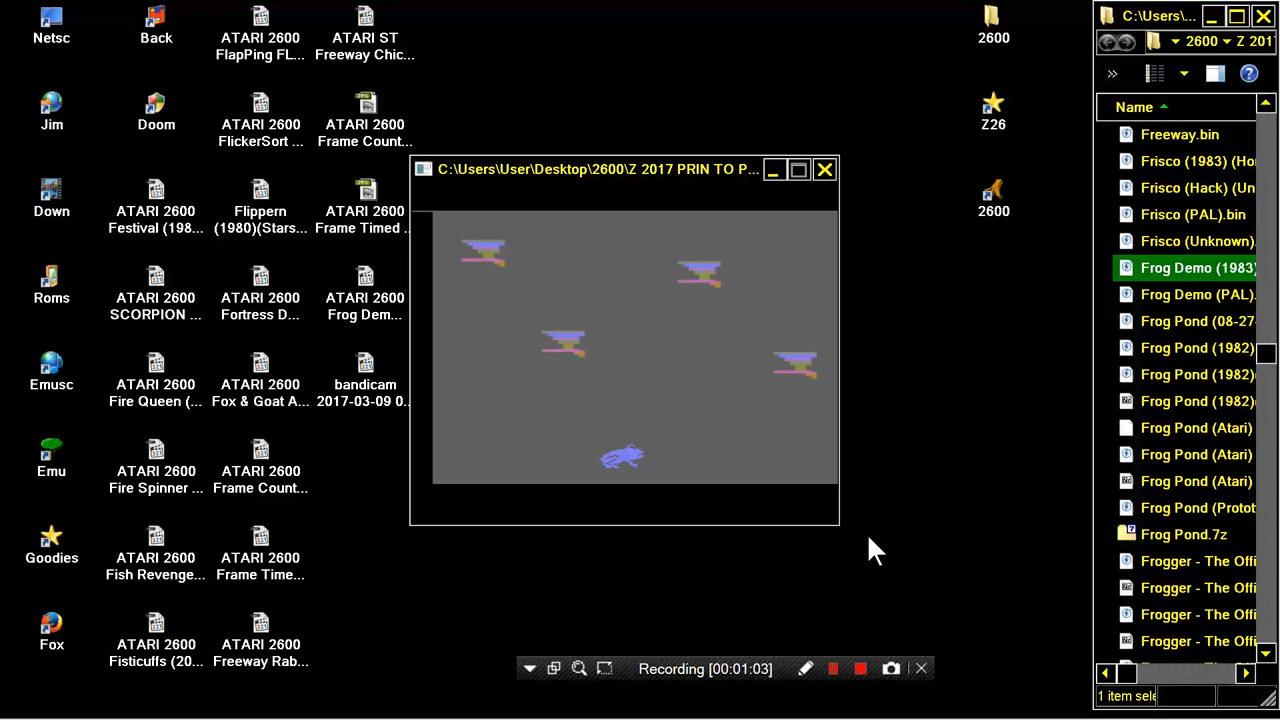 Netsc
Back
ATARI 2600
FlapPing FL...
ATARI ST
Freeway Chic...
Jim
Doom
ATARI 2600
FlickerSort ...
ATARI 2600
Frame Count...
Down
ATARI 2600
Festival (198...
Flippern
(1980)(Stars...
ATARI 2600
Frame Timed ...
Roms
ATARI 2600
SCORPION ...
ATARI 2600
Fortress D...
ATARI 2600
Frog Dem...
Emusc
ATARI 2600
Fire Queen (...
ATARI 2600
Fox & Goat A...
bandicam
2017-03-09 0...
Emu
ATARI 2600
Fire Spinner ...
ATARI 2600
Frame Count...
Goodies
ATARI 2600
Fish Revenge...
ATARI 2600
Frame Time...
Fox
ATARI 2600
Fisticuffs (20...
ATARI 2600
Freeway Rab...
C:\Users\User\Desktop\2600\Z 2017 PRIN TO P...
Recording [00:01:03]
2600
Z26
2600
C:\Users\...
2600 Z 201
Name
Freeway.bin
Frisco (1983) (Ho
Frisco (Hack) (Un
Frisco (PAL).bin
Frisco (Unknown).
Frog Demo (1983)
Frog Demo (PAL).
Frog Pond (08-27-
Frog Pond (1982)
Frog Pond (1982)
Frog Pond (1982)
Frog Pond (Atari)
Frog Pond (Atari)
Frog Pond (Atari)
Frog Pond (Protot
Frog Pond.7z
Frogger - The Offi
Frogger - The Offi
Frogger - The Offi
Frogger - The Offi
1 item sele